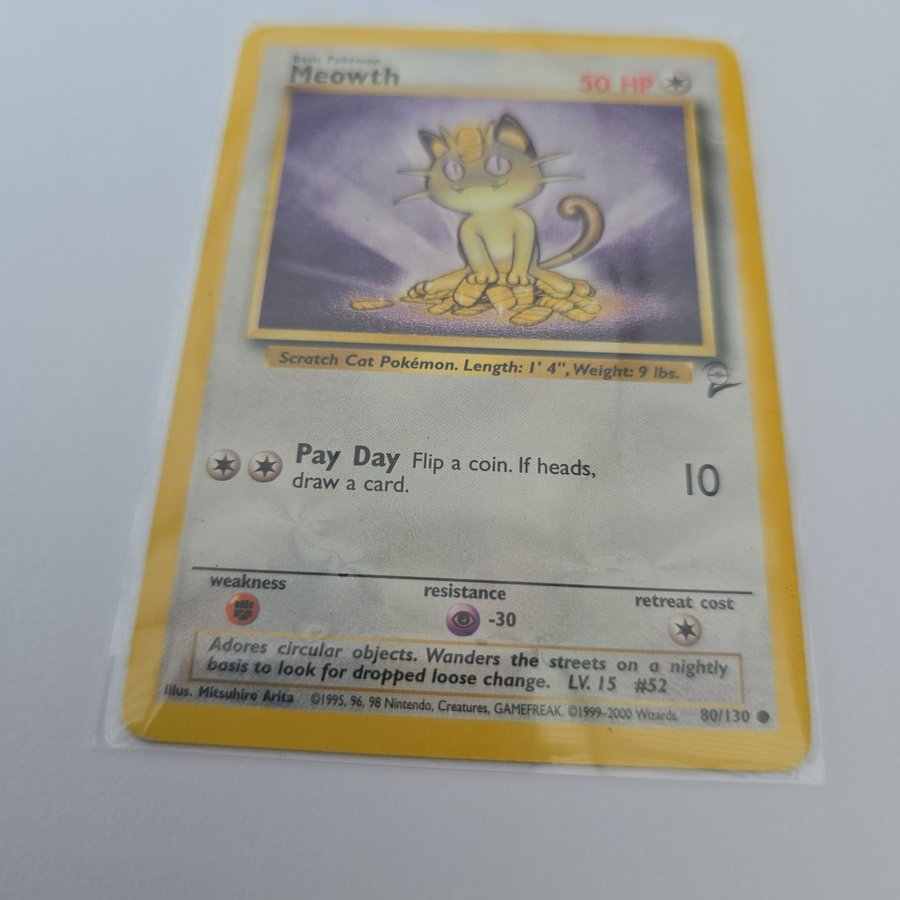 Basic Pokémon
Meowth
50 HP
Scratch Cat Pokémon. Length: 1' 4", Weight: 9 lbs.
Pay Day Flip a coin. If heads,
draw a card.
10
weakness
resistance
retreat cost
-30
Adores circular objects. Wanders the streets on a nightly
basis to look for dropped loose change. LV. 15 #52
Illus. Mitsuhiro Arita ©1995, 96, 98 Nintendo, Creatures, GAMEFREAK. ©1999-2000 Wizards. 80/130